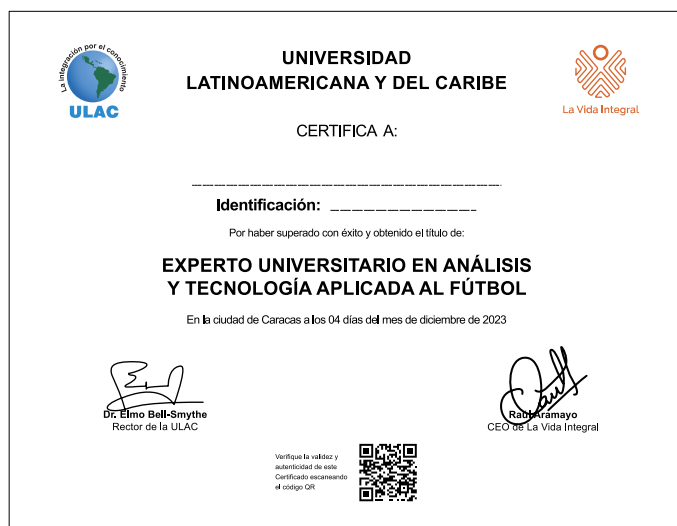 La integración por el conocimiento
ULAC
UNIVERSIDAD
LATINOAMERICANA Y DEL CARIBE
La Vida Integral
CERTIFICA A:
Identificación:
Por haber superado con éxito y obtenido el título de:
EXPERTO UNIVERSITARIO EN ANÁLISIS
Y TECNOLOGÍA APLICADA AL FÚTBOL
En la ciudad de Caracas a los 04 días del mes de diciembre de 2023
Dr. Elmo Bell-Smythe
Rector de la ULAC
Raul Aramayo
CEO de La Vida Integral
Verifique la validez y
autenticidad de este
Certificado escaneando
el código QR